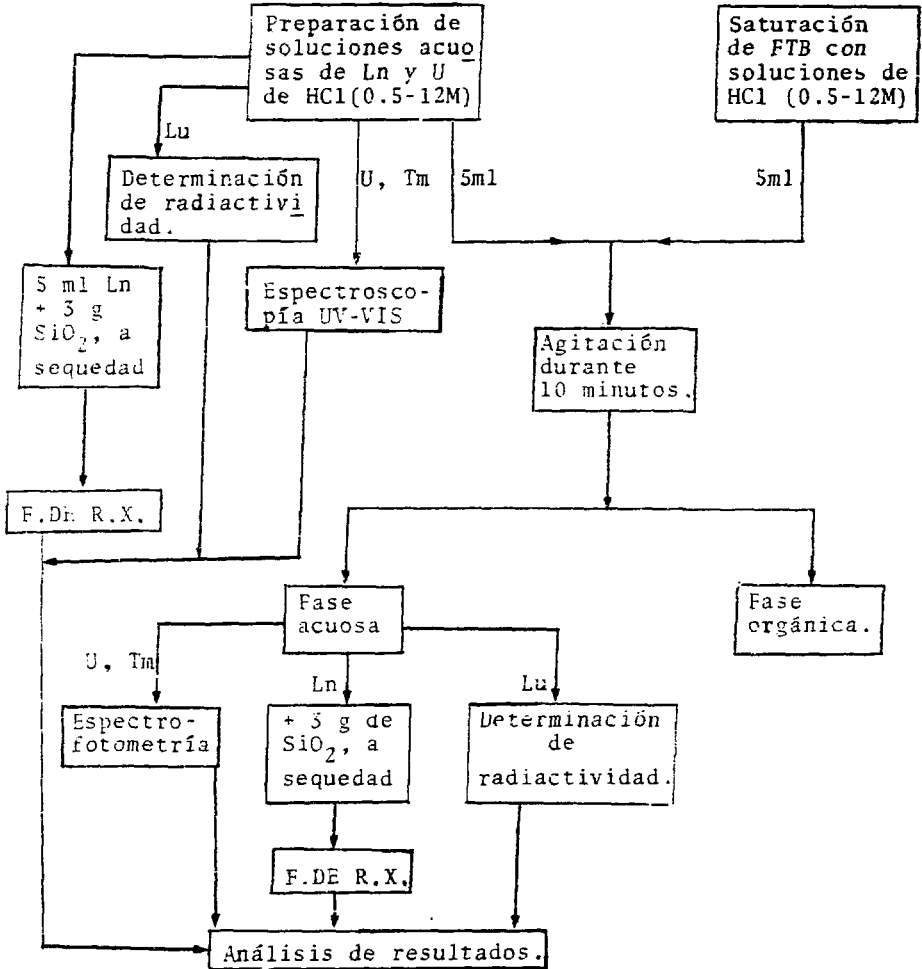 Preparación de
soluciones acuo
sas de Ln y U
de HCl(0.5-12M)
Saturación
de FTB con
soluciones de
HCl (0.5-12M)
Lu
U, Tm
5ml
5ml
Determinación
de radiactivi
dad.
5 ml Ln
+ 3 g
SiO2, a
sequedad
Espectrosco-
pía UV-VIS
Agitación
durante
10 minutos.
F.DE R.X.
Fase
acuosa
Fase
orgánica.
U, Tm
Ln
Lu
Espectro-
fotometría
+ 3 g de
SiO2, a
sequedad
Determinación
de
radiactividad.
F.DE R.X.
Análisis de resultados.